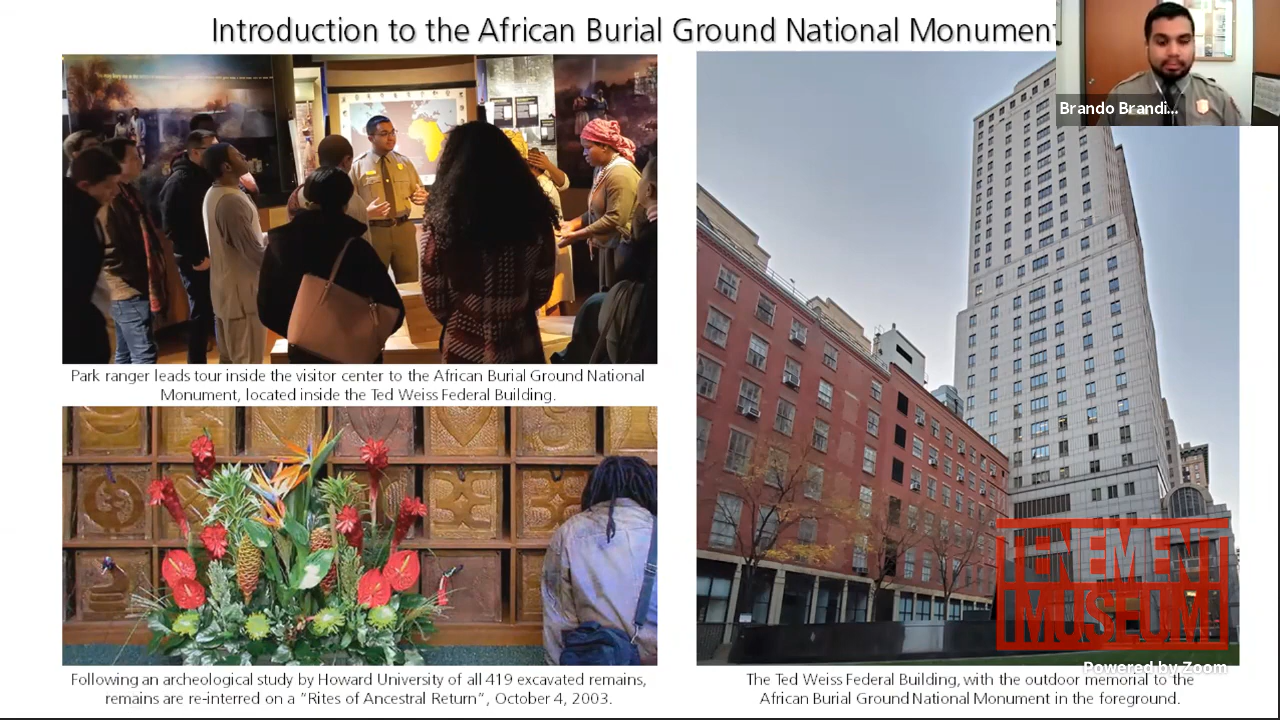 Introduction to the African Burial Ground National Monument
Brando Brandi...
Park ranger leads tour inside the visitor center to the African Burial Ground National
Monument, located inside the Ted Weiss Federal Building.
Following an archeological study by Howard University of all 419 excavated remains,
remains are re-interred on a “Rites of Ancestral Return”, October 4, 2003.
TENEMENT
MUSEUM
Powered by Zoom
The Ted Weiss Federal Building, with the outdoor memorial to the
African Burial Ground National Monument in the foreground.